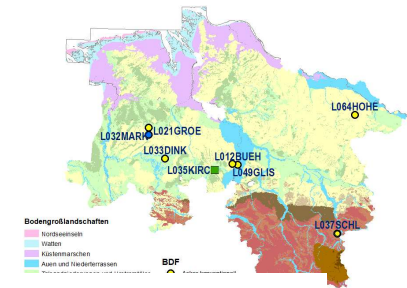 L064HOHE
L021GROE
L032MARK
L033DINK
L012BUEH
L035KIRC
L049GLIS
L037SCHL
Bodengroßlandschaften
Nordseeinseln
Watten
Küstenmarschen
Auen und Niederterrassen
BDF